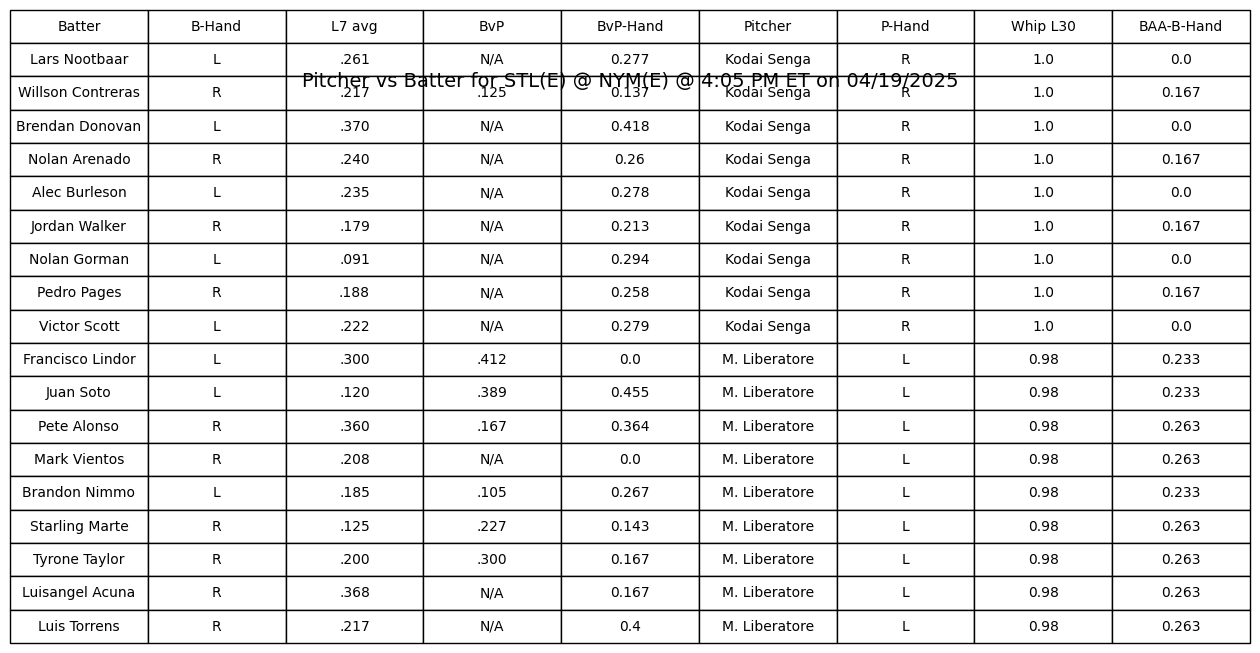 Batter B-Hand L7 avg BvP BvP-Hand Pitcher P-Hand Whip L30 BAA-B-Hand
Lars Nootbaar L .261 N/A 0.277 Kodai Senga R 1.0 0.0
Pitcher vs Batter for STL(E) @ NYM(E) @ 4:05 PM ET on 04/19/2025
Willson Contreras R .217 .125 0.137 Kodai Senga R 1.0 0.167
Brendan Donovan L .370 N/A 0.418 Kodai Senga R 1.0 0.0
Nolan Arenado R .240 N/A 0.26 Kodai Senga R 1.0 0.167
Alec Burleson L .235 N/A 0.278 Kodai Senga R 1.0 0.0
Jordan Walker R .179 N/A 0.213 Kodai Senga R 1.0 0.167
Nolan Gorman L .091 N/A 0.294 Kodai Senga R 1.0 0.0
Pedro Pages R .188 N/A 0.258 Kodai Senga R 1.0 0.167
Victor Scott L .222 N/A 0.279 Kodai Senga R 1.0 0.0
Francisco Lindor L .300 .412 0.0 M. Liberatore L 0.98 0.233
Juan Soto L .120 .389 0.455 M. Liberatore L 0.98 0.233
Pete Alonso R .360 .167 0.364 M. Liberatore L 0.98 0.263
Mark Vientos R .208 N/A 0.0 M. Liberatore L 0.98 0.263
Brandon Nimmo L .185 .105 0.267 M. Liberatore L 0.98 0.233
Starling Marte R .125 .227 0.143 M. Liberatore L 0.98 0.263
Tyrone Taylor R .200 .300 0.167 M. Liberatore L 0.98 0.263
Luisangel Acuna R .368 N/A 0.167 M. Liberatore L 0.98 0.263
Luis Torrens R .217 N/A 0.4 M. Liberatore L 0.98 0.263